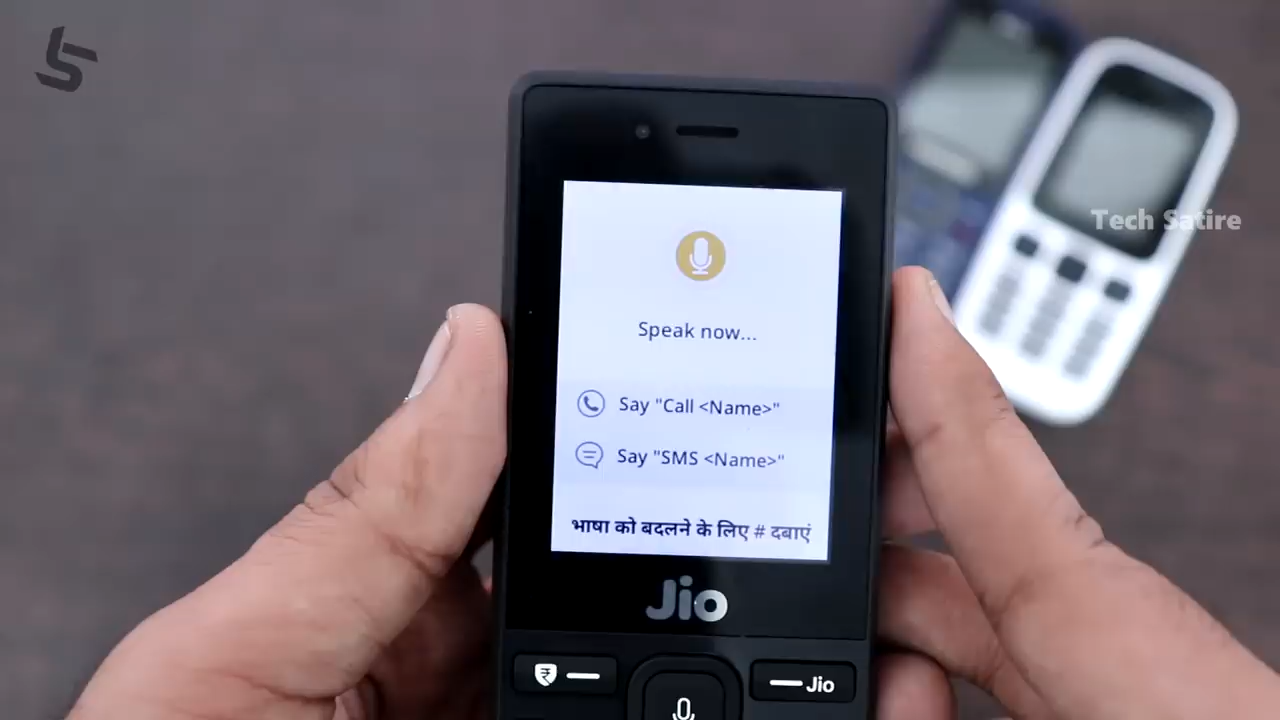 Tech Satire
Speak now...
Say "Call <Name>"
Say "SMS <Name>"
भाषा को बदलने के लिए # दबाएं
Jio
₹
Jio